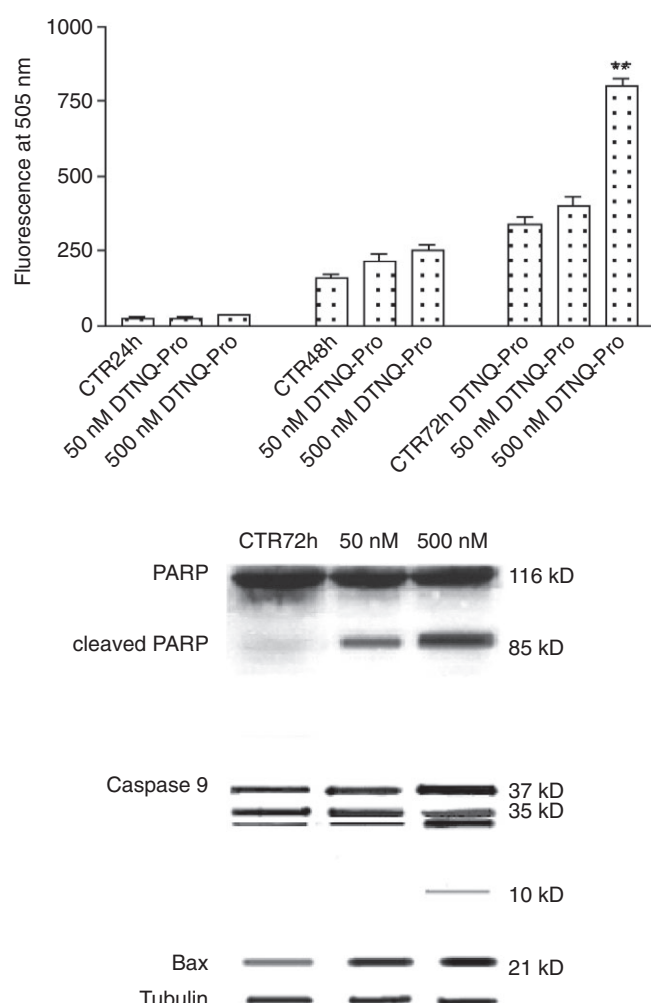 1000
750
500
250
0
Fluorescence at 505 nm
**
CTR24h
50 nM DTNQ-Pro
500 nM DTNQ-Pro
CTR48h
50 nM DTNQ-Pro
500 nM DTNQ-Pro
CTR72h DTNQ-Pro
50 nM DTNQ-Pro
500 nM DTNQ-Pro
CTR72h 50 nM 500 nM
PARP 116 kD
cleaved PARP 85 kD
Caspase 9 37 kD
35 kD
10 kD
Bax 21 kD
Tubulin